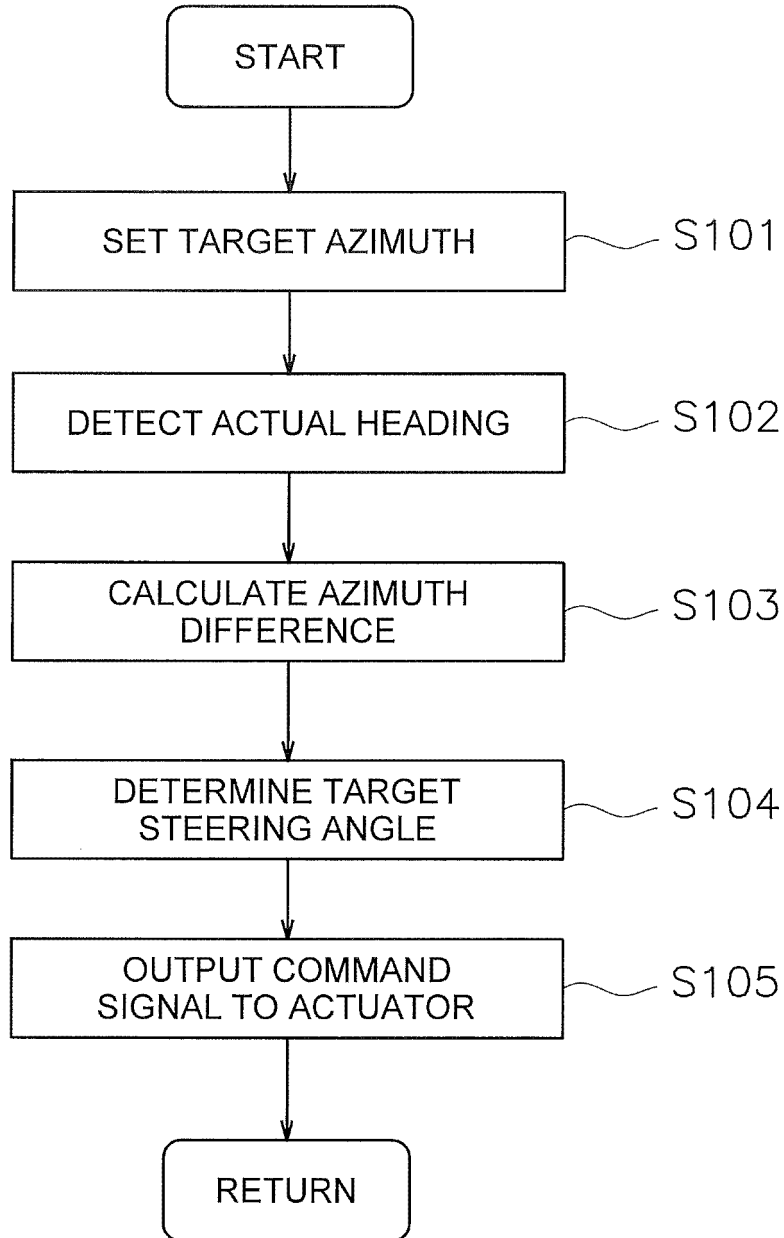 START
SET TARGET AZIMUTH
S101
DETECT ACTUAL HEADING
S102
CALCULATE AZIMUTH
DIFFERENCE
S103
DETERMINE TARGET
STEERING ANGLE
S104
OUTPUT COMMAND
SIGNAL TO ACTUATOR
S105
RETURN